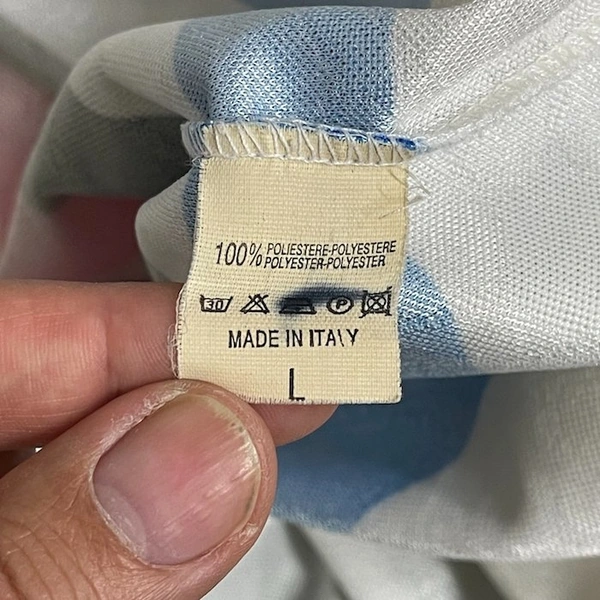 100% POLIESTERE-POLYESTERE
POLYESTER-POLYESTER
30 P
MADE IN ITALY
L